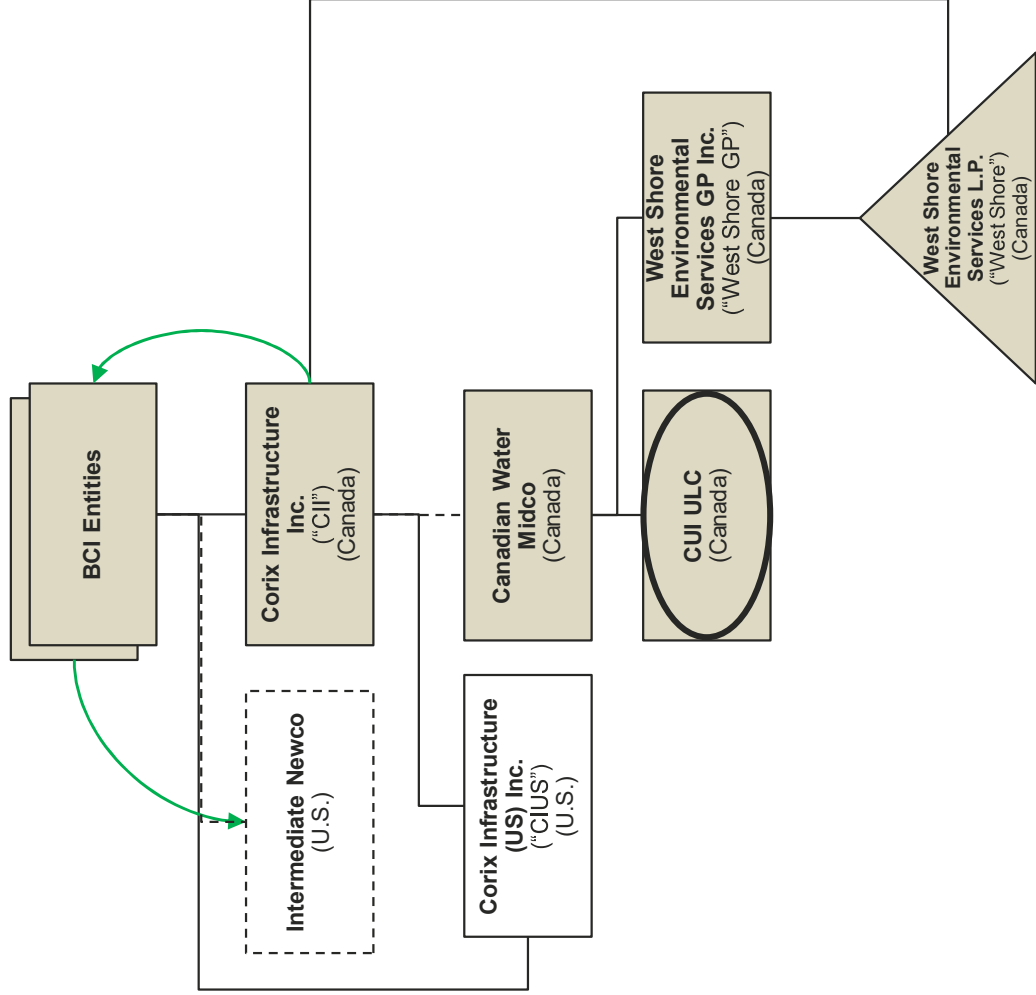 BCI Entities
Intermediate Newco
(U.S.)
Corix Infrastructure
Inc.
(“CII”)
(Canada)
Corix Infrastructure
(US) Inc.
(“CIUS”)
(U.S.)
Canadian Water
Midco
(Canada)
CUI ULC
(Canada)
West Shore
Environmental
Services GP Inc.
(“West Shore GP”)
(Canada)
West Shore
Environmental
Services L.P.
(“West Shore”)
(Canada)